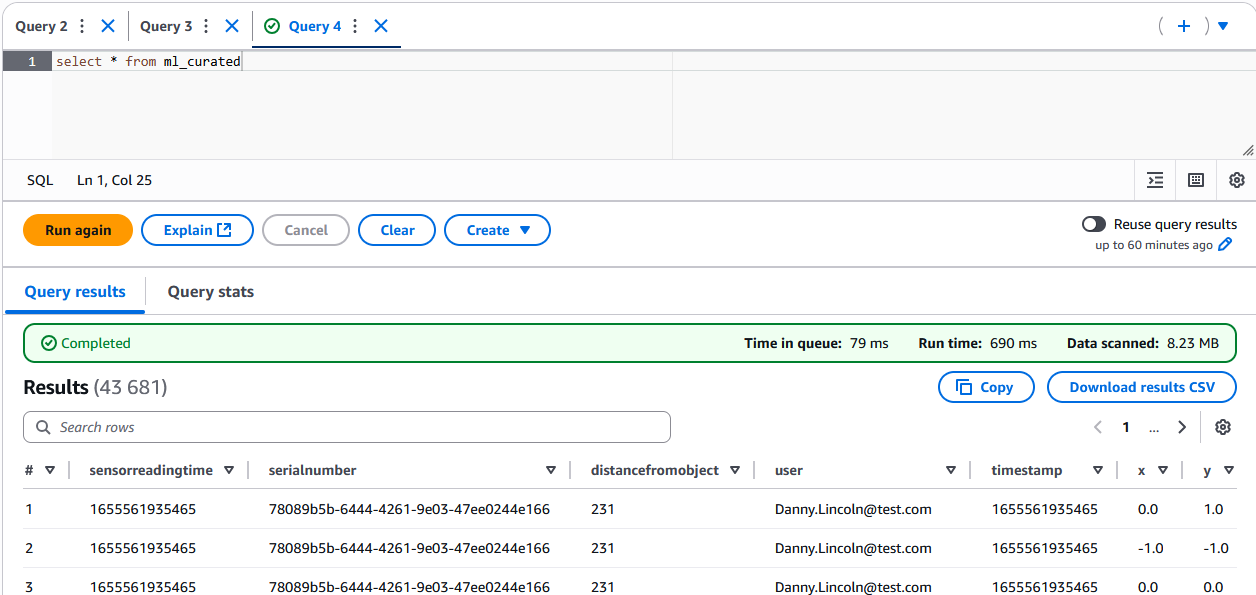 Query 2 Query 3 Query 4
1 select * from ml_curated
SQL Ln 1, Col 25
Run again Explain Cancel Clear Create Reuse query results
up to 60 minutes ago
Query results Query stats
Completed Time in queue: 79 ms Run time: 690 ms Data scanned: 8.23 MB
Results (43 681) Copy Download results CSV
Search rows 1 ...
# sensorreadingtime serialnumber distancefromobject user timestamp x y
1 1655561935465 78089b5b-6444-4261-9e03-47ee0244e166 231 Danny.Lincoln@test.com 1655561935465 0.0 1.0
2 1655561935465 78089b5b-6444-4261-9e03-47ee0244e166 231 Danny.Lincoln@test.com 1655561935465 -1.0 -1.0
3 1655561935465 78089b5b-6444-4261-9e03-47ee0244e166 231 Danny.Lincoln@test.com 1655561935465 0.0 0.0